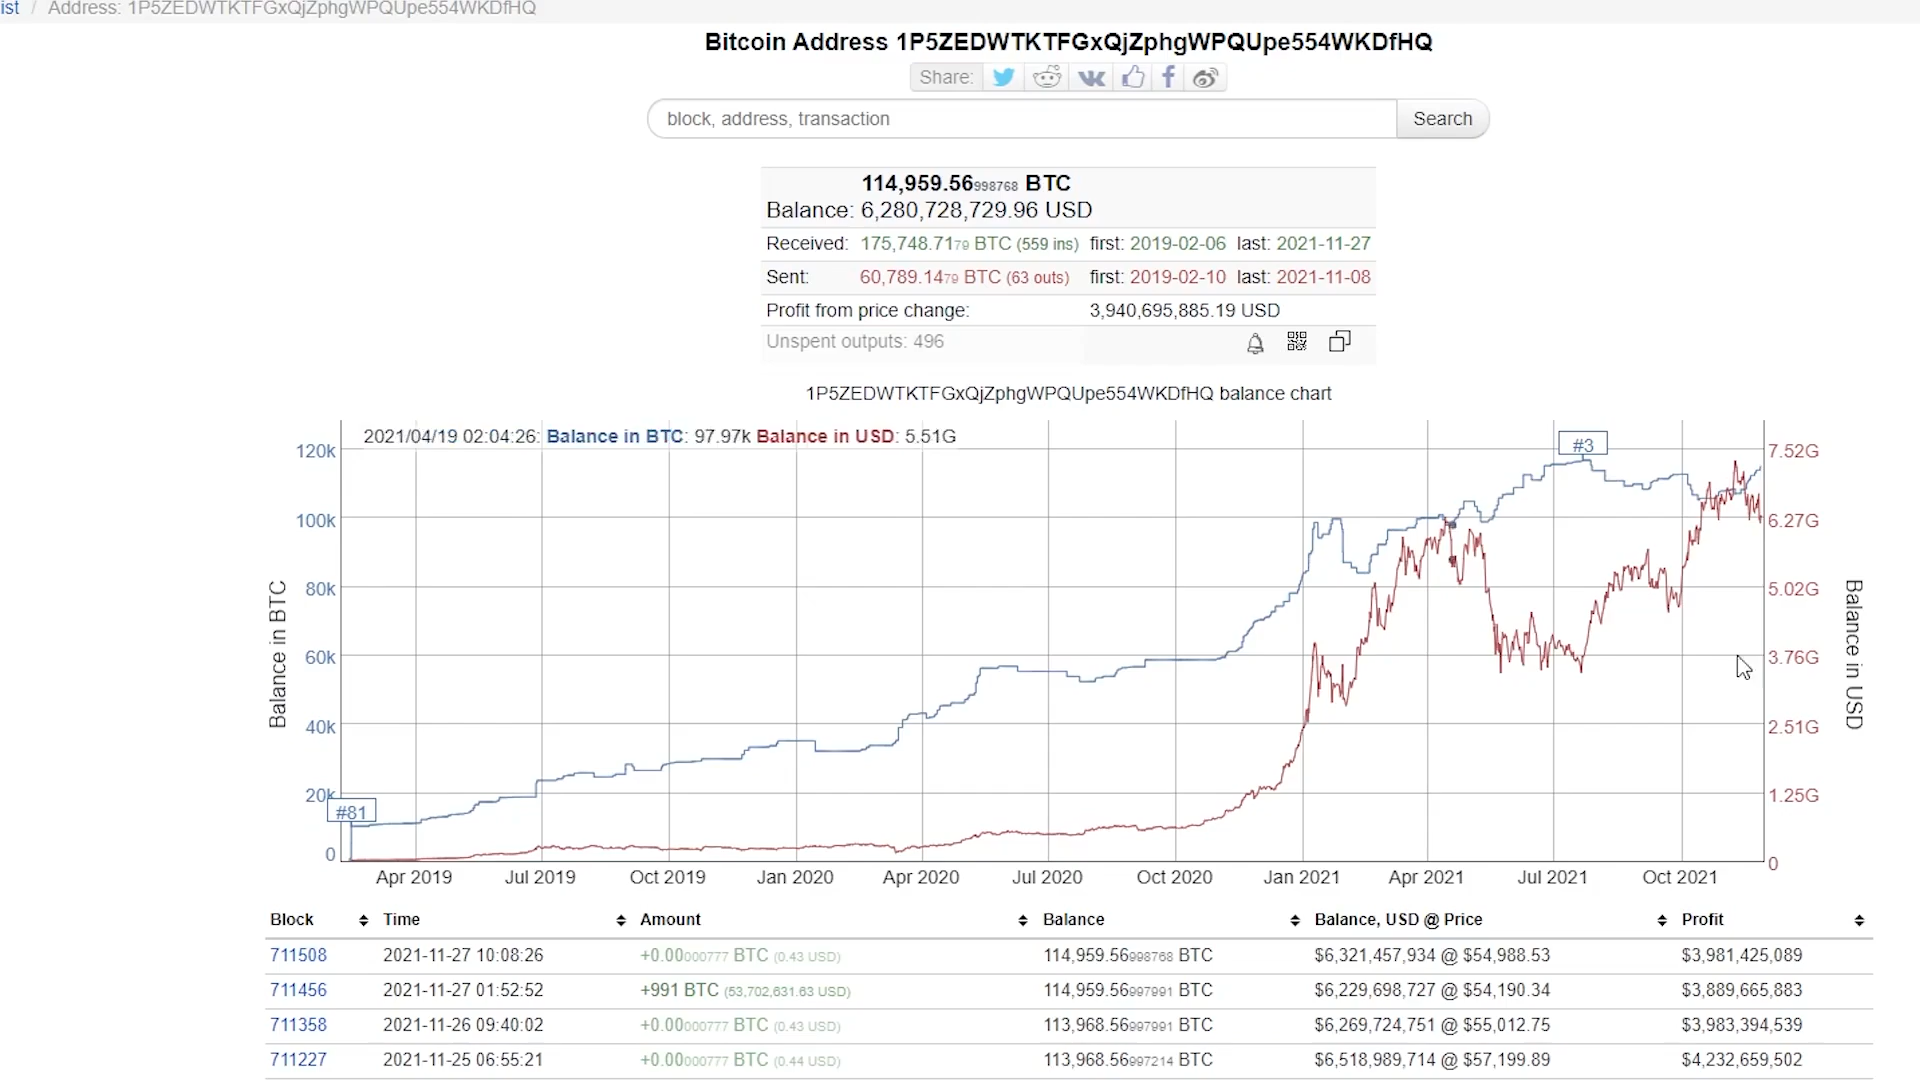 ist / Address: 1P5ZEDWTKTFGxQjZphgWPQUpe554WKDfHQ
Bitcoin Address 1P5ZEDWTKTFGxQjZphgWPQUpe554WKDfHQ
Share:
block, address, transaction Search
114,959.56998768 BTC
Balance: 6,280,728,729.96 USD
Received: 175,748.7179 BTC (559 ins) first: 2019-02-06 last: 2021-11-27
Sent: 60,789.1479 BTC (63 outs) first: 2019-02-10 last: 2021-11-08
Profit from price change: 3,940,695,885.19 USD
Unspent outputs: 496
1P5ZEDWTKTFGxQjZphgWPQUpe554WKDfHQ balance chart
2021/04/19 02:04:26: Balance in BTC: 97.97k Balance in USD: 5.51G
#3
120k 7.52G
100k 6.27G
80k 5.02G
60k 3.76G
40k 2.51G
20k 1.25G
#81
0 0
Balance in BTC
Balance in USD
Apr 2019 Jul 2019 Oct 2019 Jan 2020 Apr 2020 Jul 2020 Oct 2020 Jan 2021 Apr 2021 Jul 2021 Oct 2021
Block Time Amount Balance Balance, USD @ Price Profit
711508 2021-11-27 10:08:26 +0.00000777 BTC (0.43 USD) 114,959.56998768 BTC $6,321,457,934 @ $54,988.53 $3,981,425,089
711456 2021-11-27 01:52:52 +991 BTC (53,702,631.63 USD) 114,959.56997991 BTC $6,229,698,727 @ $54,190.34 $3,889,665,883
711358 2021-11-26 09:40:02 +0.00000777 BTC (0.43 USD) 113,968.56997991 BTC $6,269,724,751 @ $55,012.75 $3,983,394,539
711227 2021-11-25 06:55:21 +0.00000777 BTC (0.44 USD) 113,968.56997214 BTC $6,518,989,714 @ $57,199.89 $4,232,659,502